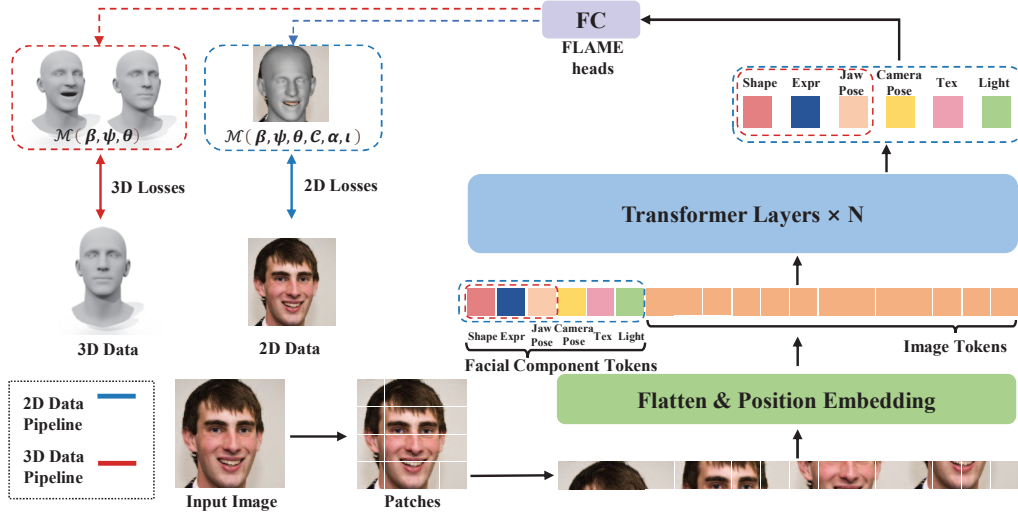 FC
FLAME
heads
Shape
Expr
Jaw
Pose
Camera
Pose
Tex
Light
ℳ(β,ψ,θ)
ℳ(β,ψ,θ,𝐶,α,ι)
3D Losses
2D Losses
Transformer Layers × N
3D Data
2D Data
Shape
Expr
Jaw
Pose
Camera
Pose
Tex
Light
Facial Component Tokens
Image Tokens
2D Data
Pipeline
3D Data
Pipeline
Flatten & Position Embedding
Input Image
Patches